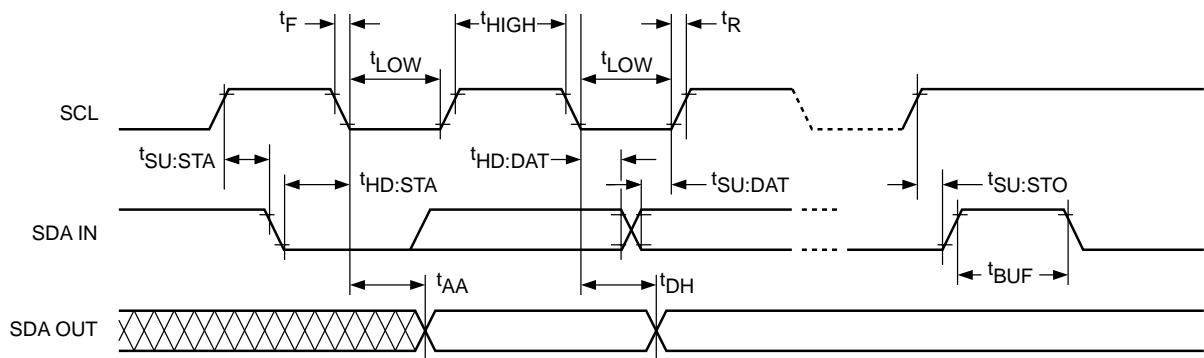 tF
tHIGH
tR
tLOW
tLOW
SCL
tSU:STA
tHD:STA
tHD:DAT
tSU:DAT
tSU:STO
SDA IN
tBUF
tAA
tDH
SDA OUT